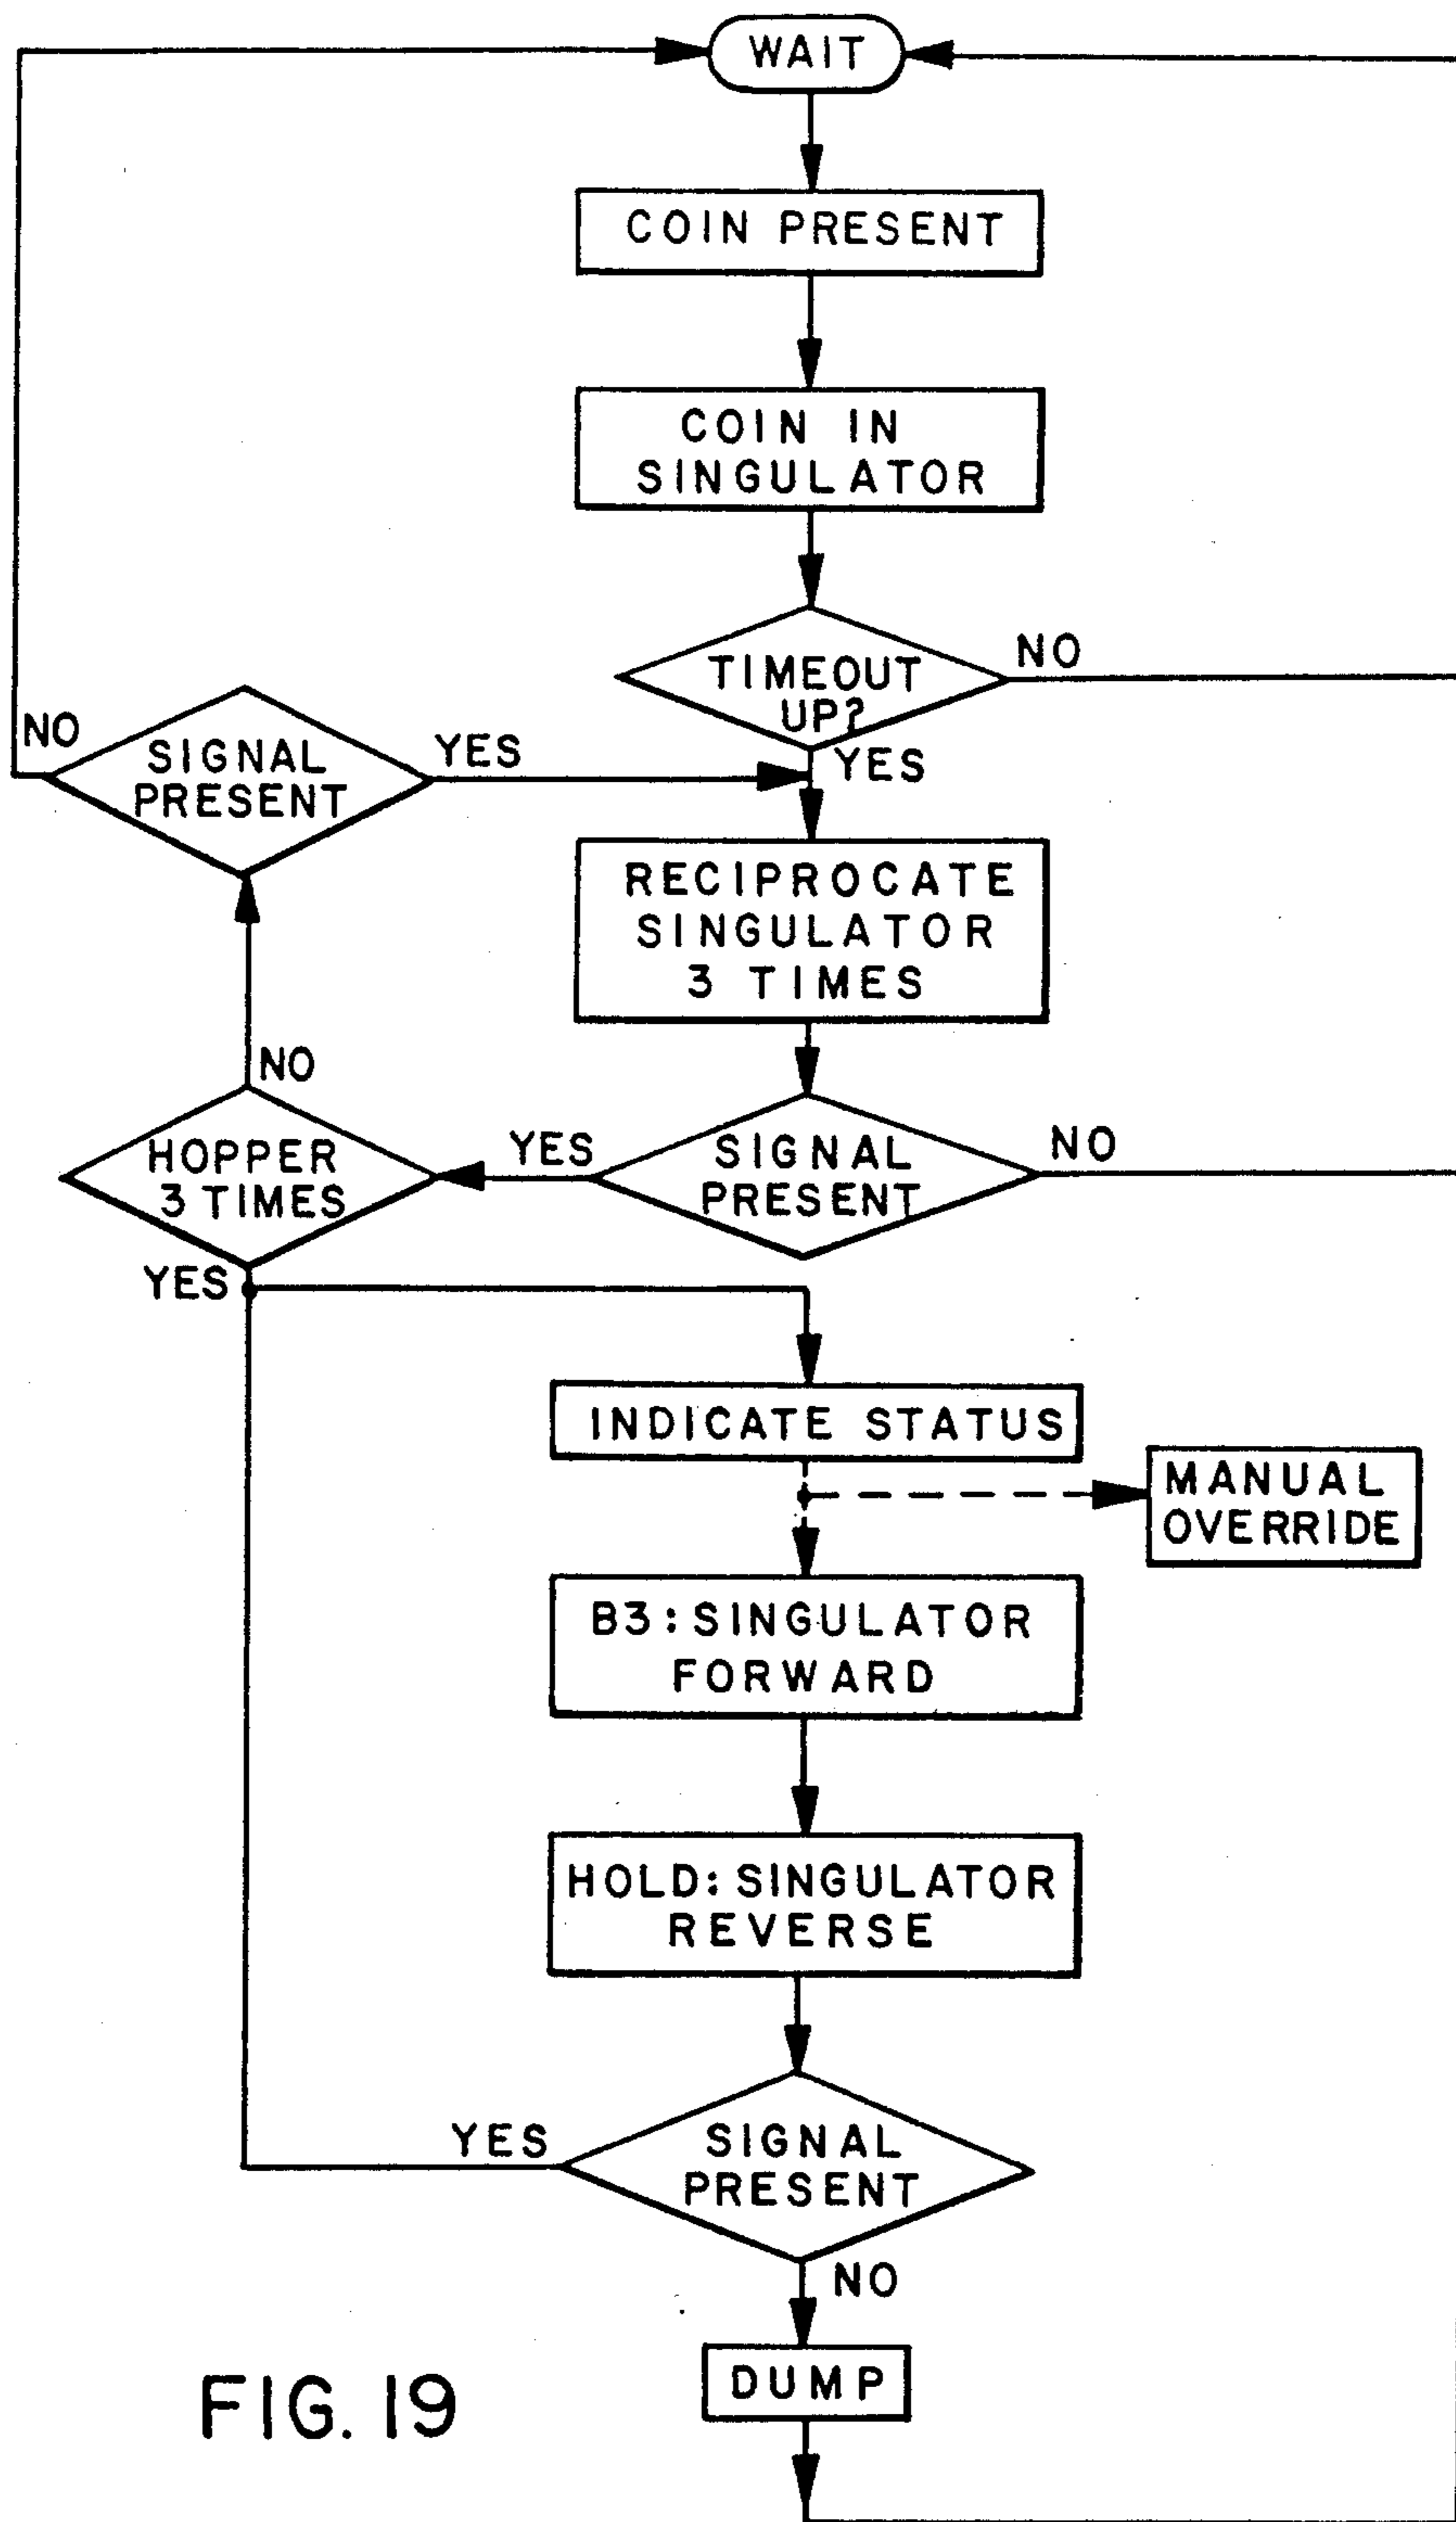 WAIT
COIN PRESENT
COIN IN
SINGULATOR
TIMEOUT
UP?
NO
YES
NO
SIGNAL
PRESENT
YES
RECIPROCATE
SINGULATOR
3 TIMES
NO
HOPPER
3 TIMES
YES
SIGNAL
PRESENT
NO
YES
INDICATE STATUS
MANUAL
OVERRIDE
B3:SINGULATOR
FORWARD
HOLD:SINGULATOR
REVERSE
YES
SIGNAL
PRESENT
NO
DUMP
FIG. 19